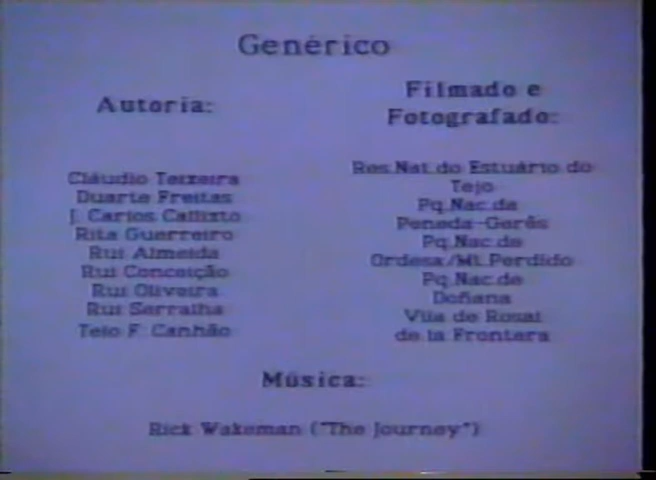 Genérico
Autoria:
Cláudio Teixeira
Duarte Freitas
J. Carlos Callixto
Rita Guerreiro
Rui Almeida
Rui Conceição
Rui Oliveira
Rui Serralha
Telo F. Canhão
Filmado e
Fotografado:
Res.Nat.do Estuário do
Tejo
Pq.Nac.da
Peneda-Gerês
Pq.Nac.de
Ordesa/Mt.Perdido
Pq.Nac.de
Doñana
Vila de Rosal
de la Frontera
Música:
Rick Wakeman ("The Journey")